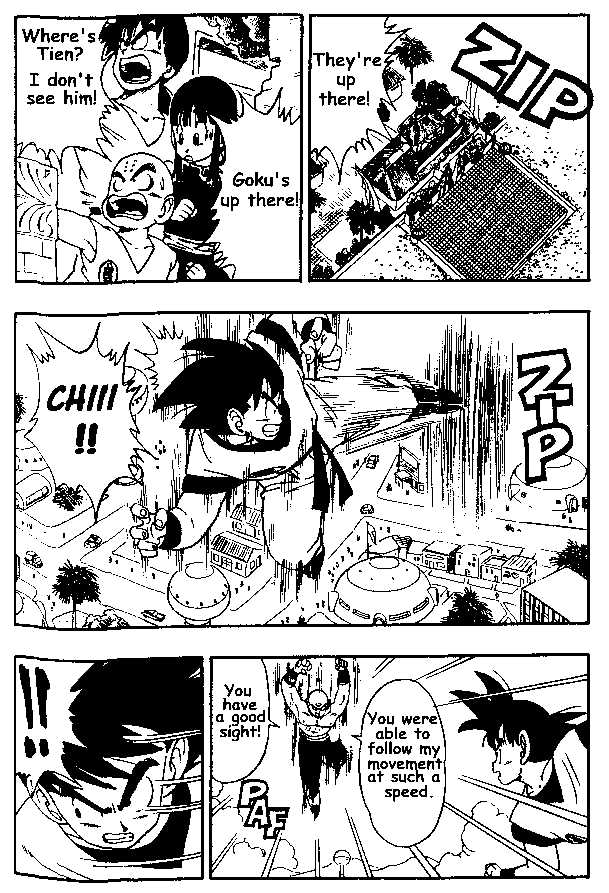 Where's
Tien?
I don't
see him!
Goku's
up there!
They're
up
there!
ZIP
CHIII
!!
ZIP
!!
You
have
a good
sight!
PAF
You were
able to
follow my
movement
at such a
speed.